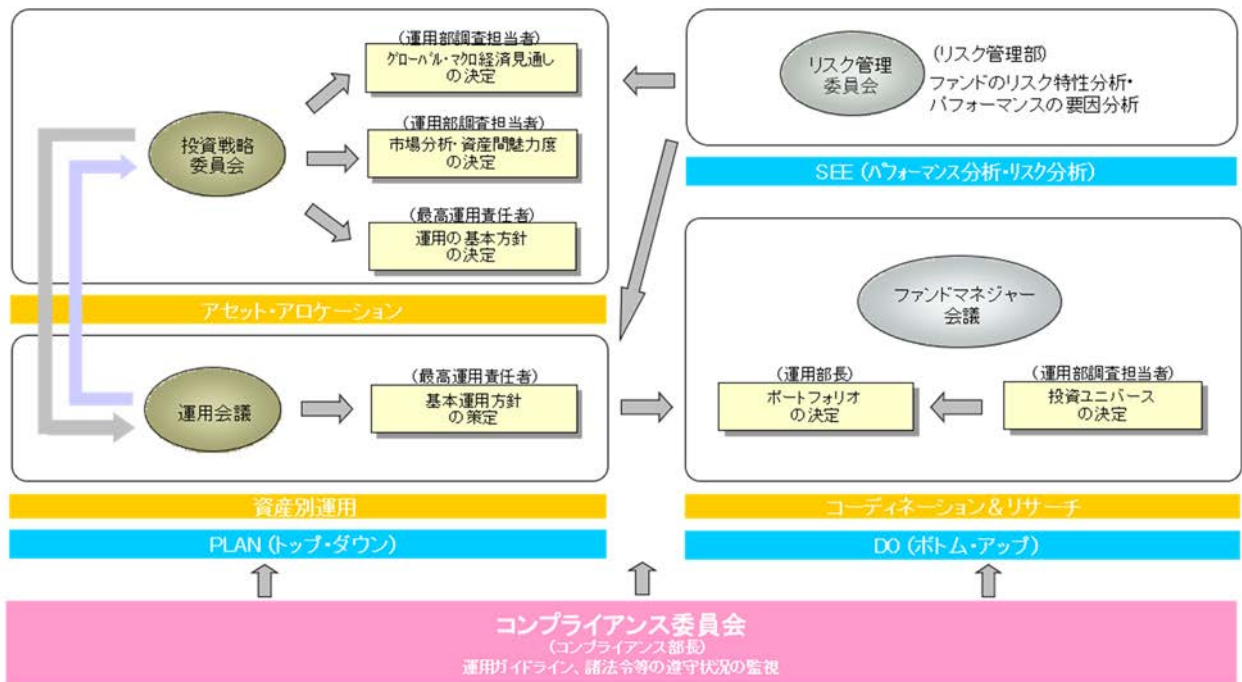 (運用部調査担当者)
グローバル・マクロ経済見通し
の決定
投資戦略
委員会
(運用部調査担当者)
市場分析・資産間魅力度
の決定
(最高運用責任者)
運用の基本方針
の決定
アセット・アロケーション
リスク管理
委員会
(リスク管理部)
ファンドのリスク特性分析・
パフォーマンスの要因分析
SEE (パフォーマンス分析・リスク分析)
運用会議
(最高運用責任者)
基本運用方針
の策定
資産別運用
PLAN (トップ・ダウン)
ファンドマネジャー
会議
(運用部長)
ポートフォリオ
の決定
(運用部調査担当者)
投資ユニバース
の決定
コーディネーション＆リサーチ
DO (ボトム・アップ)
コンプライアンス委員会
(コンプライアンス部長)
運用ガイドライン、諸法令等の遵守状況の監視